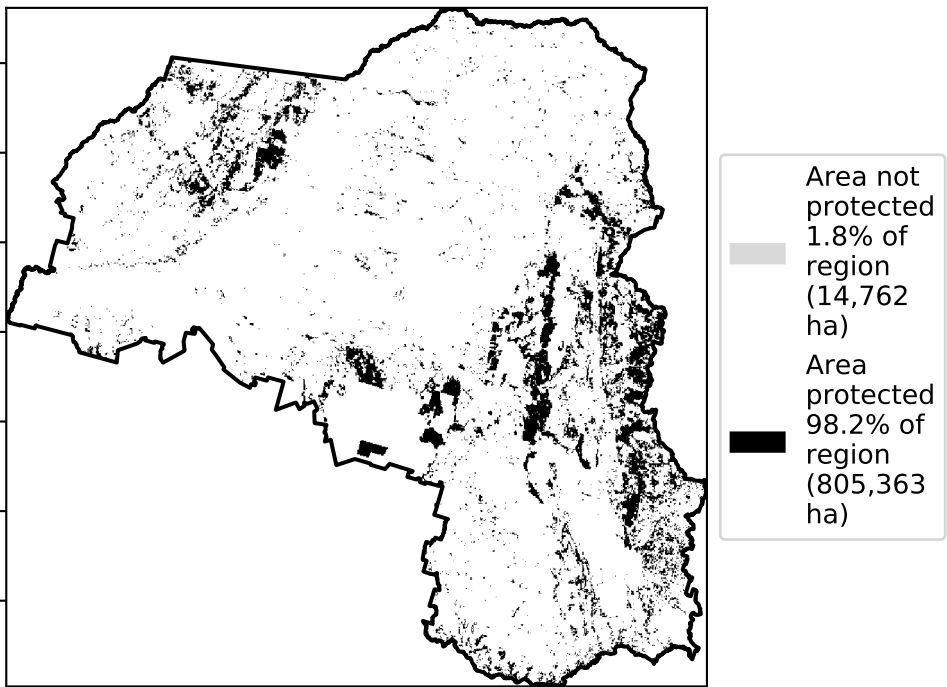 Area not
protected
1.8% of
region
(14,762
ha)
Area
protected
98.2% of
region
(805,363
ha)